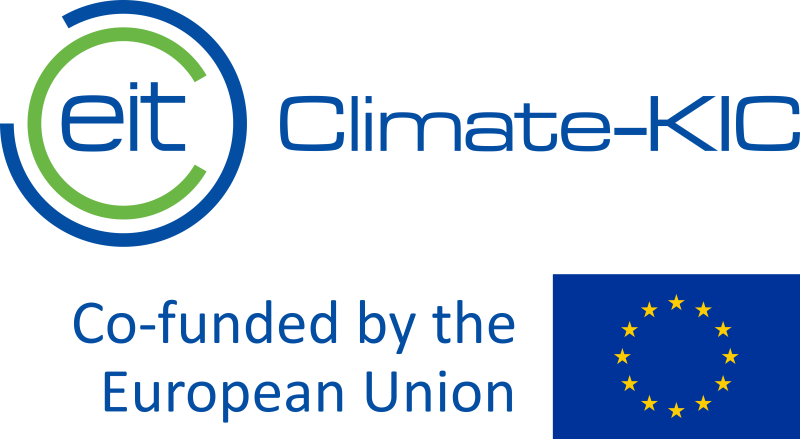 eit Climate-KIC
Co-funded by the
European Union